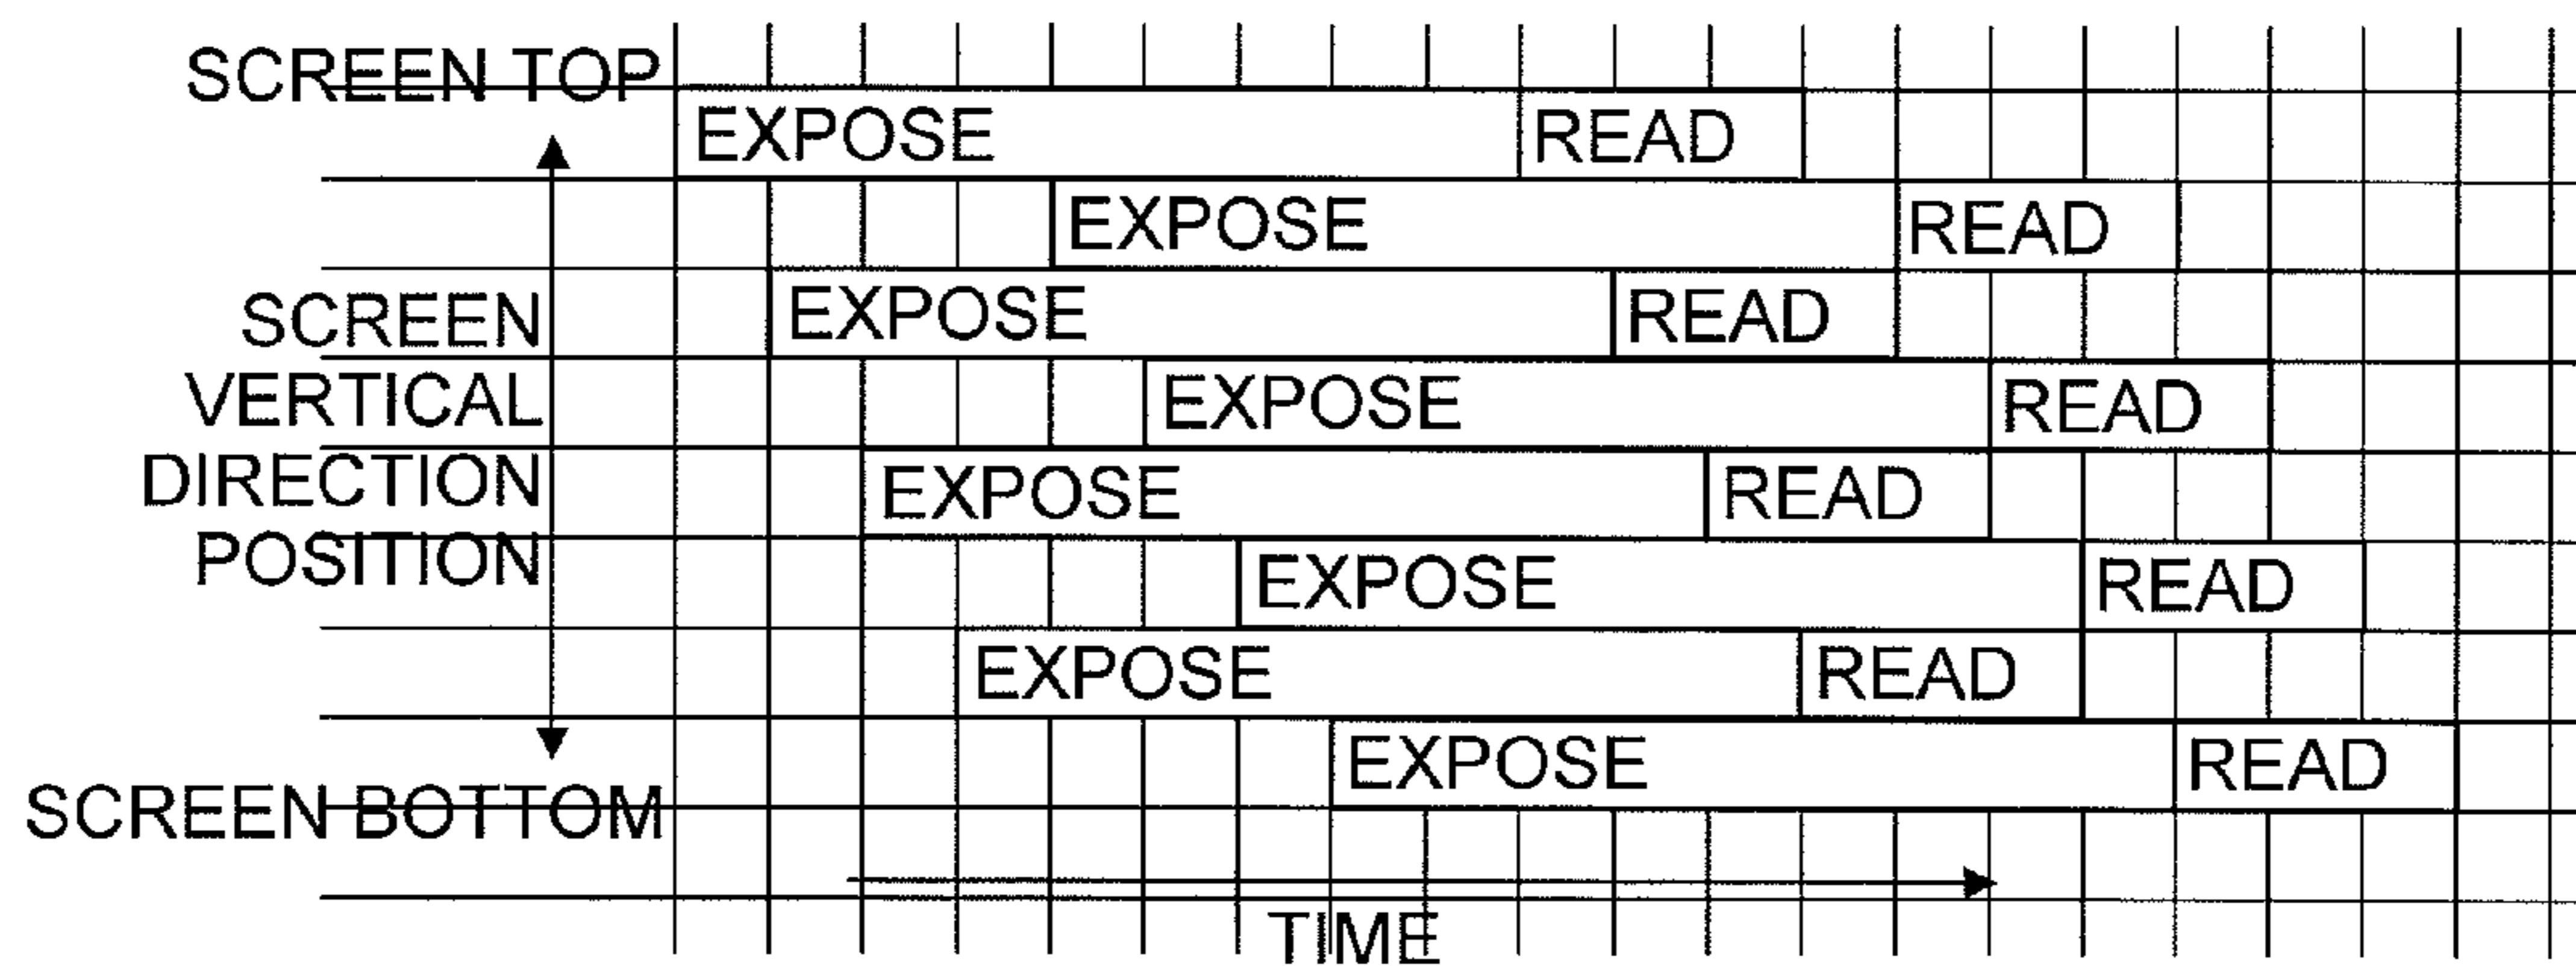 SCREEN TOP
EXPOSE READ
EXPOSE READ
EXPOSE READ
SCREEN
VERTICAL
DIRECTION
POSITION
EXPOSE READ
EXPOSE READ
EXPOSE READ
EXPOSE READ
EXPOSE READ
SCREEN BOTTOM
TIME